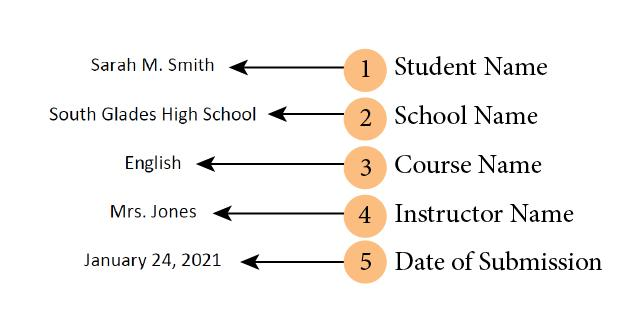 Sarah M. Smith 1 Student Name
South Glades High School 2 School Name
English 3 Course Name
Mrs. Jones 4 Instructor Name
January 24, 2021 5 Date of Submission